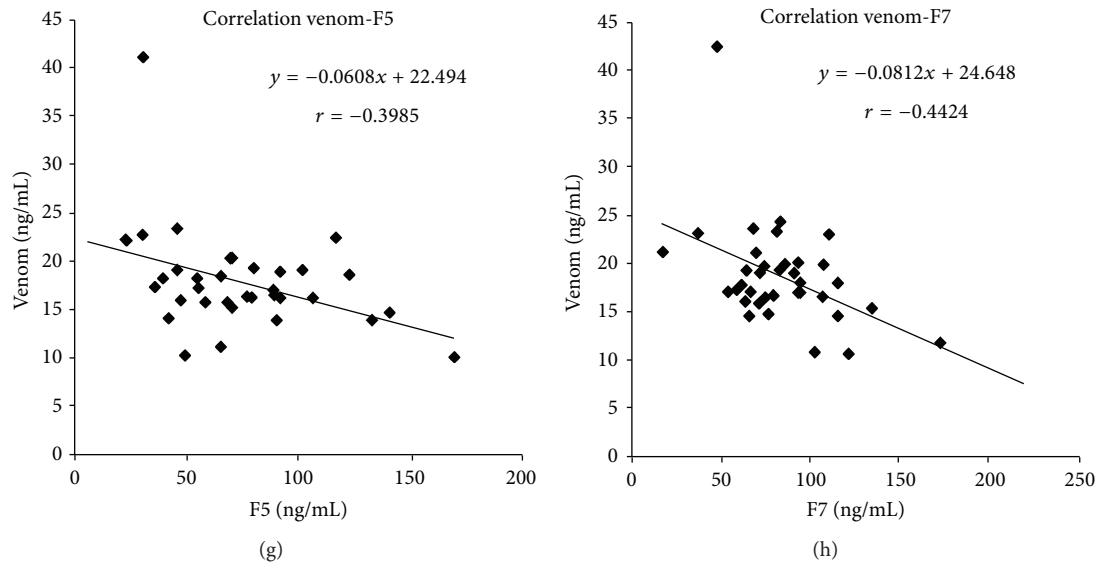 Correlation venom-F5
y = −0.0608x + 22.494
r = −0.3985
Venom (ng/mL)
45
40
35
30
25
20
15
10
5
0
0 50 100 150 200
F5 (ng/mL)
(g)
Correlation venom-F7
y = −0.0812x + 24.648
r = −0.4424
Venom (ng/mL)
45
40
35
30
25
20
15
10
5
0
0 50 100 150 200 250
F7 (ng/mL)
(h)